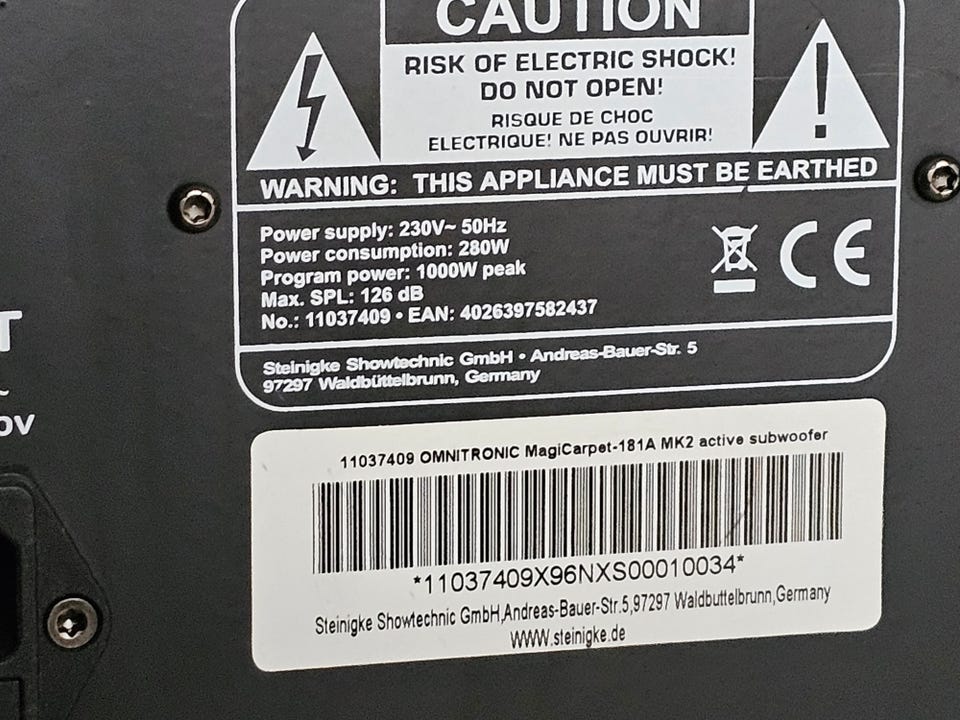 CAUTION
RISK OF ELECTRIC SHOCK!
DO NOT OPEN!
RISQUE DE CHOC
ELECTRIQUE! NE PAS OUVRIR!
WARNING: THIS APPLIANCE MUST BE EARTHED
Power supply: 230V~ 50Hz
Power consumption: 280W
Program power: 1000W peak
Max. SPL: 126 dB
No.: 11037409 • EAN: 4026397582437
CE
Steinigke Showtechnic GmbH • Andreas-Bauer-Str. 5
97297 Waldbüttelbrunn, Germany
11037409 OMNITRONIC MagiCarpet-181A MK2 active subwoofer
*11037409X96NXS00010034*
Steinigke Showtechnic GmbH,Andreas-Bauer-Str.5,97297 Waldbuttelbrunn,Germany
WWW.steinigke.de